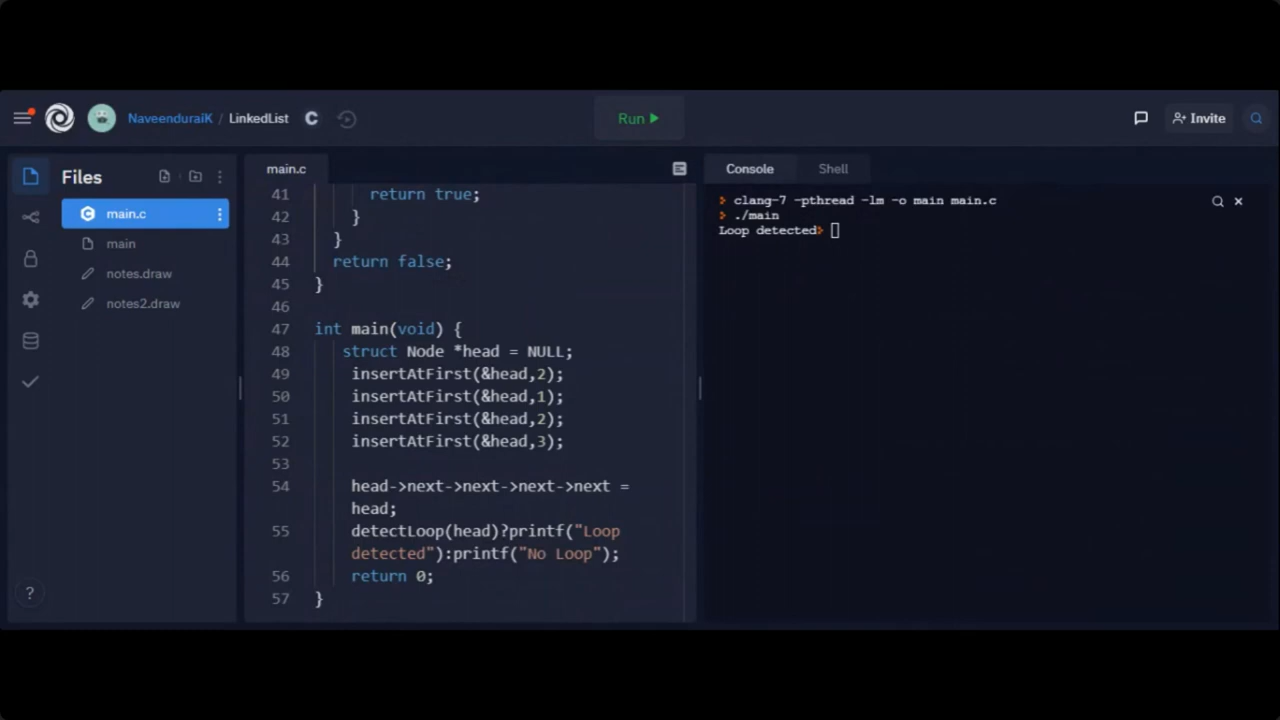 NaveenduraiK / LinkedList
Run
Invite
Files
main.c
main
notes.draw
notes2.draw
?
main.c
41 return true;
42 }
43 }
44 return false;
45 }
46
47 int main(void) {
48 struct Node *head = NULL;
49 insertAtFirst(&head,2);
50 insertAtFirst(&head,1);
51 insertAtFirst(&head,2);
52 insertAtFirst(&head,3);
53
54 head->next->next->next->next =
head;
55 detectLoop(head)?printf("Loop
detected"):printf("No Loop");
56 return 0;
57 }
Console Shell
> clang-7 -pthread -lm -o main main.c
> ./main
Loop detected>